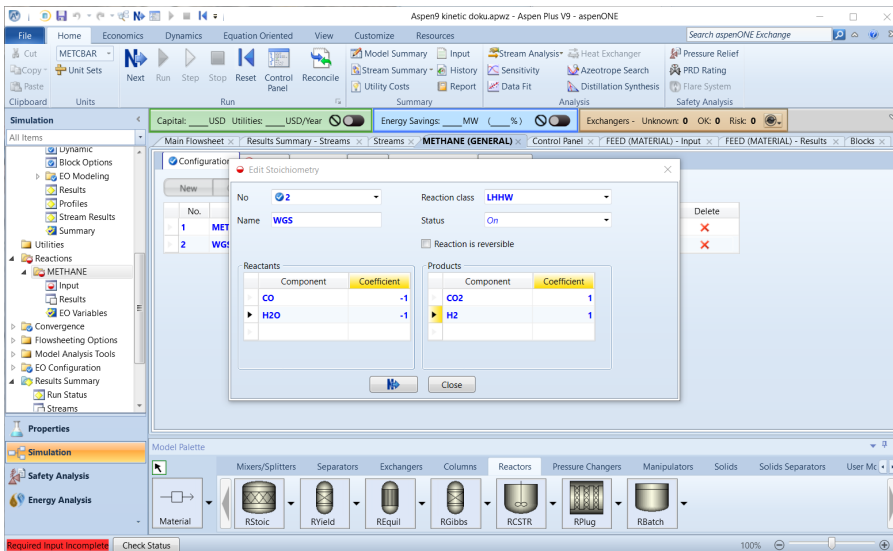 Aspen9 kinetic doku.apwz - Aspen Plus V9 - aspenONE
File Home Economics Dynamics Equation Oriented View Customize Resources Search aspenONE Exchange
Cut METCBAR Model Summary Input Stream Analysis Heat Exchanger Pressure Relief
Copy Unit Sets Next Run Step Stop Reset Control Panel Reconcile Stream Summary History Sensitivity Azeotrope Search PRD Rating
Paste Utility Costs Report Data Fit Distillation Synthesis Flare System
Clipboard Units Run Summary Analysis Safety Analysis
Simulation Capital: ____USD Utilities: ____USD/Year Energy Savings: ____MW (____%) Exchangers - Unknown: 0 OK: 0 Risk: 0
All Items Main Flowsheet Results Summary - Streams Streams METHANE (GENERAL) Control Panel FEED (MATERIAL) - Input FEED (MATERIAL) - Results Blocks
Dynamic
Block Options
EO Modeling
Results
Profiles
Stream Results
Summary
Utilities
Reactions
METHANE
Input
Results
EO Variables
Convergence
Flowsheeting Options
Model Analysis Tools
EO Configuration
Results Summary
Run Status
Streams
Properties
Simulation
Safety Analysis
Energy Analysis
Configuration
New
No. Delete
1 MET
2 WGS
Edit Stoichiometry
No 2 Reaction class LHHW
Name WGS Status On
Reaction is reversible
Reactants Products
Component Coefficient Component Coefficient
CO -1 CO2 1
H2O -1 H2 1
N Close
Model Palette
Mixers/Splitters Separators Exchangers Columns Reactors Pressure Changers Manipulators Solids Solids Separators User Mc
Material RStoic RYield REquil RGibbs RCSTR RPlug RBatch
Required Input Incomplete Check Status 100%